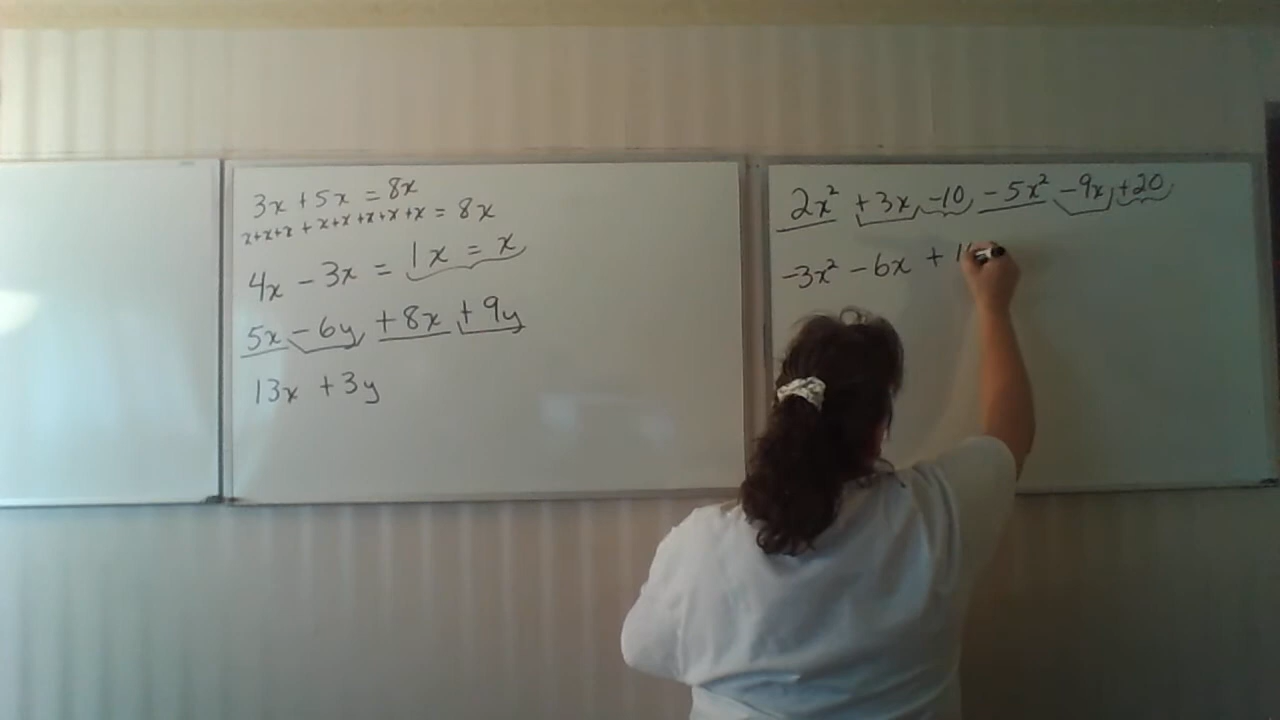 3x + 5x = 8x
x+x+x + x+x+x+x+x = 8x
4x - 3x = 1x = x
5x - 6y + 8x + 9y
13x + 3y
2x² + 3x - 10 - 5x² - 9x + 20
-3x² - 6x + 1